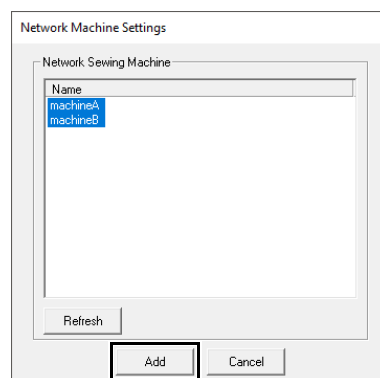 Network Machine Settings
Network Sewing Machine
Name
machineA
machineB
Refresh
Add
Cancel